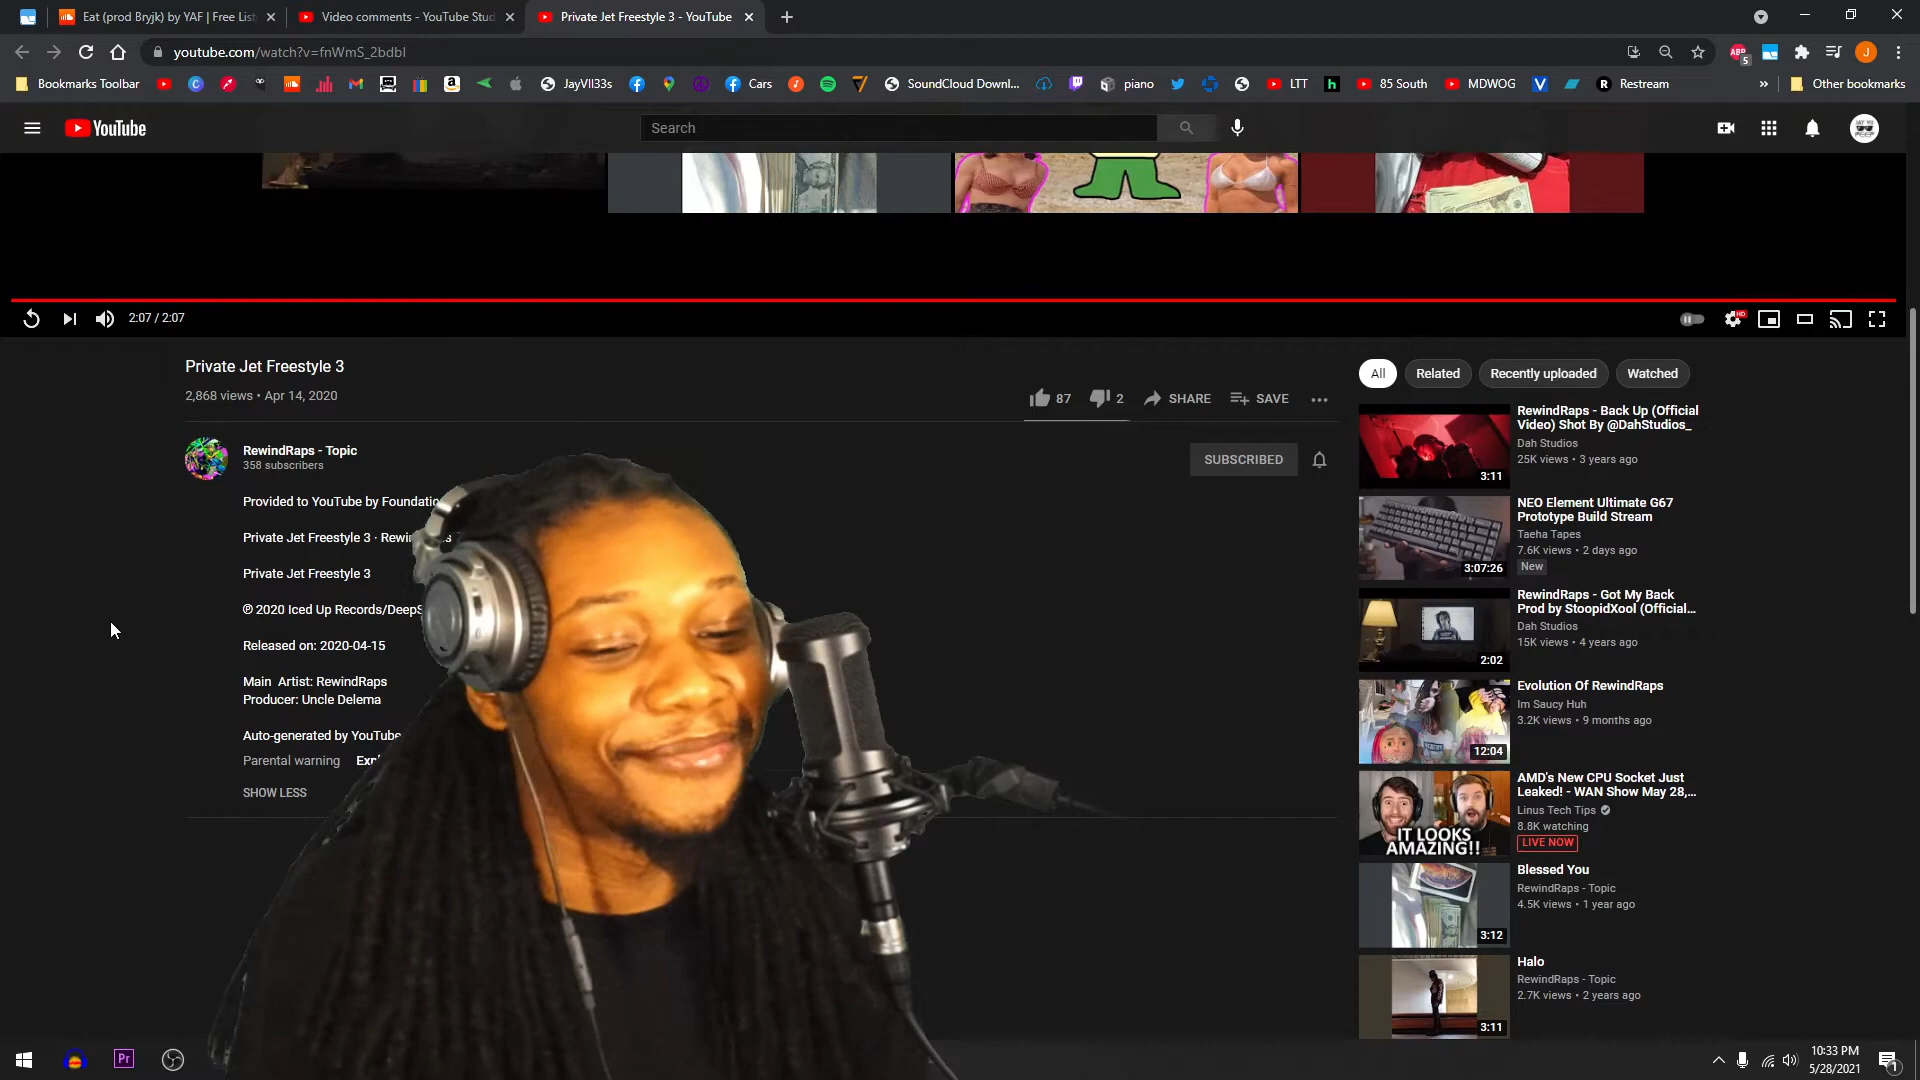 Eat (prod Bryjk) by YAF | Free List
Video comments - YouTube Stud
Private Jet Freestyle 3 - YouTube
youtube.com/watch?v=fnWmS_2bdbI
ABP
5
J
Bookmarks Toolbar
JayVII33s
Cars
SoundCloud Downl...
piano
LTT
h
85 South
MDWOG
V
R
Restream
»
Other bookmarks
YouTube
Search
2:07 / 2:07
HD
Private Jet Freestyle 3
2,868 views • Apr 14, 2020
87
2
SHARE
SAVE
RewindRaps - Topic
358 subscribers
SUBSCRIBED
Provided to YouTube by Foundatio
Private Jet Freestyle 3 · Rewin
Private Jet Freestyle 3
℗ 2020 Iced Up Records/DeepS
Released on: 2020-04-15
Main Artist: RewindRaps
Producer: Uncle Delema
Auto-generated by YouTube
Parental warning
Expl
SHOW LESS
All
Related
Recently uploaded
Watched
RewindRaps - Back Up (Official
Video) Shot By @DahStudios_
Dah Studios
25K views • 3 years ago
3:11
NEO Element Ultimate G67
Prototype Build Stream
Taeha Tapes
7.6K views • 2 days ago
New
3:07:26
RewindRaps - Got My Back
Prod by StoopidXool (Official...
Dah Studios
15K views • 4 years ago
2:02
Evolution Of RewindRaps
Im Saucy Huh
3.2K views • 9 months ago
12:04
AMD's New CPU Socket Just
Leaked! - WAN Show May 28,...
Linus Tech Tips
8.8K watching
LIVE NOW
IT LOOKS
AMAZING!!
Blessed You
RewindRaps - Topic
4.5K views • 1 year ago
3:12
Halo
RewindRaps - Topic
2.7K views • 2 years ago
3:11
Pr
10:33 PM
5/28/2021
1